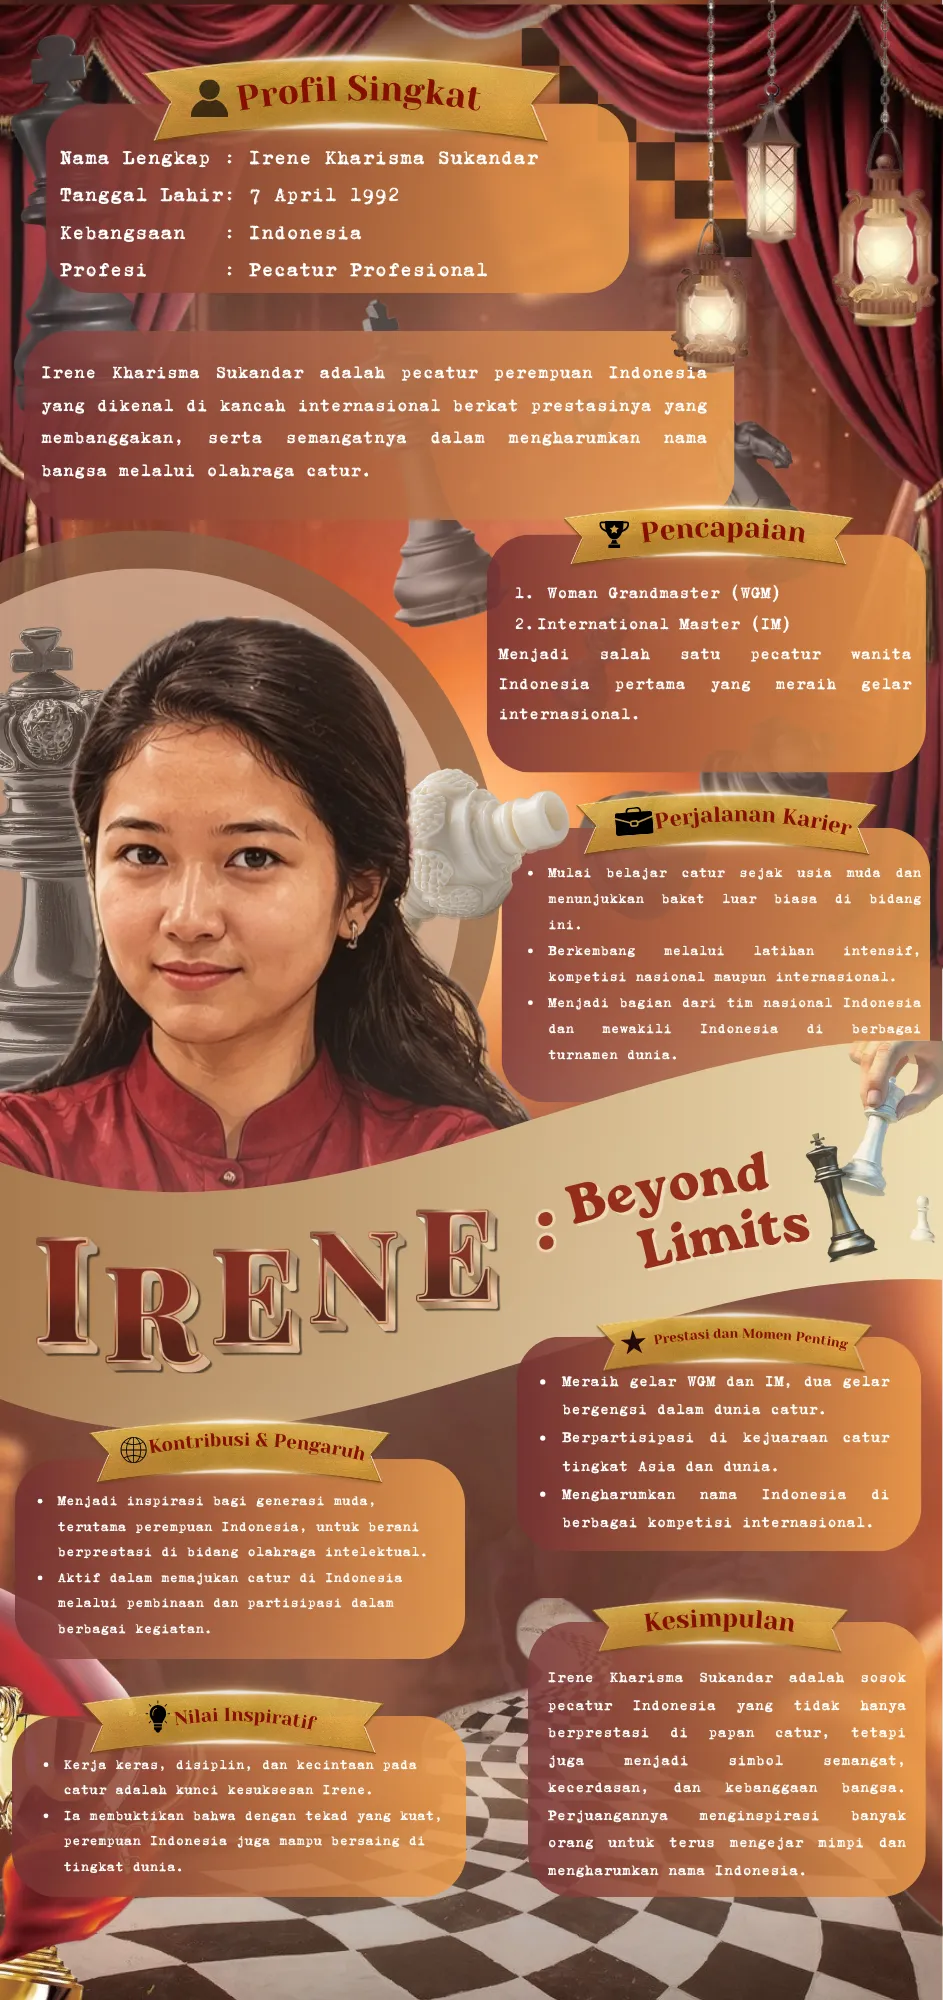 Profil Singkat
Nama Lengkap : Irene Kharisma Sukandar
Tanggal Lahir: 7 April 1992
Kebangsaan : Indonesia
Profesi : Pecatur Profesional
Irene Kharisma Sukandar adalah pecatur perempuan Indonesia
yang dikenal di kancah internasional berkat prestasinya yang
membanggakan, serta semangatnya dalam mengharumkan nama
bangsa melalui olahraga catur.
Pencapaian
1. Woman Grandmaster (WGM)
2. International Master (IM)
Menjadi salah satu pecatur wanita
Indonesia pertama yang meraih gelar
internasional.
Perjalanan Karier
• Mulai belajar catur sejak usia muda dan
menunjukkan bakat luar biasa di bidang
ini.
• Berkembang melalui latihan intensif,
kompetisi nasional maupun internasional.
• Menjadi bagian dari tim nasional Indonesia
dan mewakili Indonesia di berbagai
turnamen dunia.
IRENE : Beyond
Limits
Prestasi dan Momen Penting
• Meraih gelar WGM dan IM, dua gelar
bergengsi dalam dunia catur.
• Berpartisipasi di kejuaraan catur
tingkat Asia dan dunia.
• Mengharumkan nama Indonesia di
berbagai kompetisi internasional.
Kontribusi & Pengaruh
• Menjadi inspirasi bagi generasi muda,
terutama perempuan Indonesia, untuk berani
berprestasi di bidang olahraga intelektual.
• Aktif dalam memajukan catur di Indonesia
melalui pembinaan dan partisipasi dalam
berbagai kegiatan.
Nilai Inspiratif
• Kerja keras, disiplin, dan kecintaan pada
catur adalah kunci kesuksesan Irene.
• Ia membuktikan bahwa dengan tekad yang kuat,
perempuan Indonesia juga mampu bersaing di
tingkat dunia.
Kesimpulan
Irene Kharisma Sukandar adalah sosok
pecatur Indonesia yang tidak hanya
berprestasi di papan catur, tetapi
juga menjadi simbol semangat,
kecerdasan, dan kebanggaan bangsa.
Perjuangannya menginspirasi banyak
orang untuk terus mengejar mimpi dan
mengharumkan nama Indonesia.